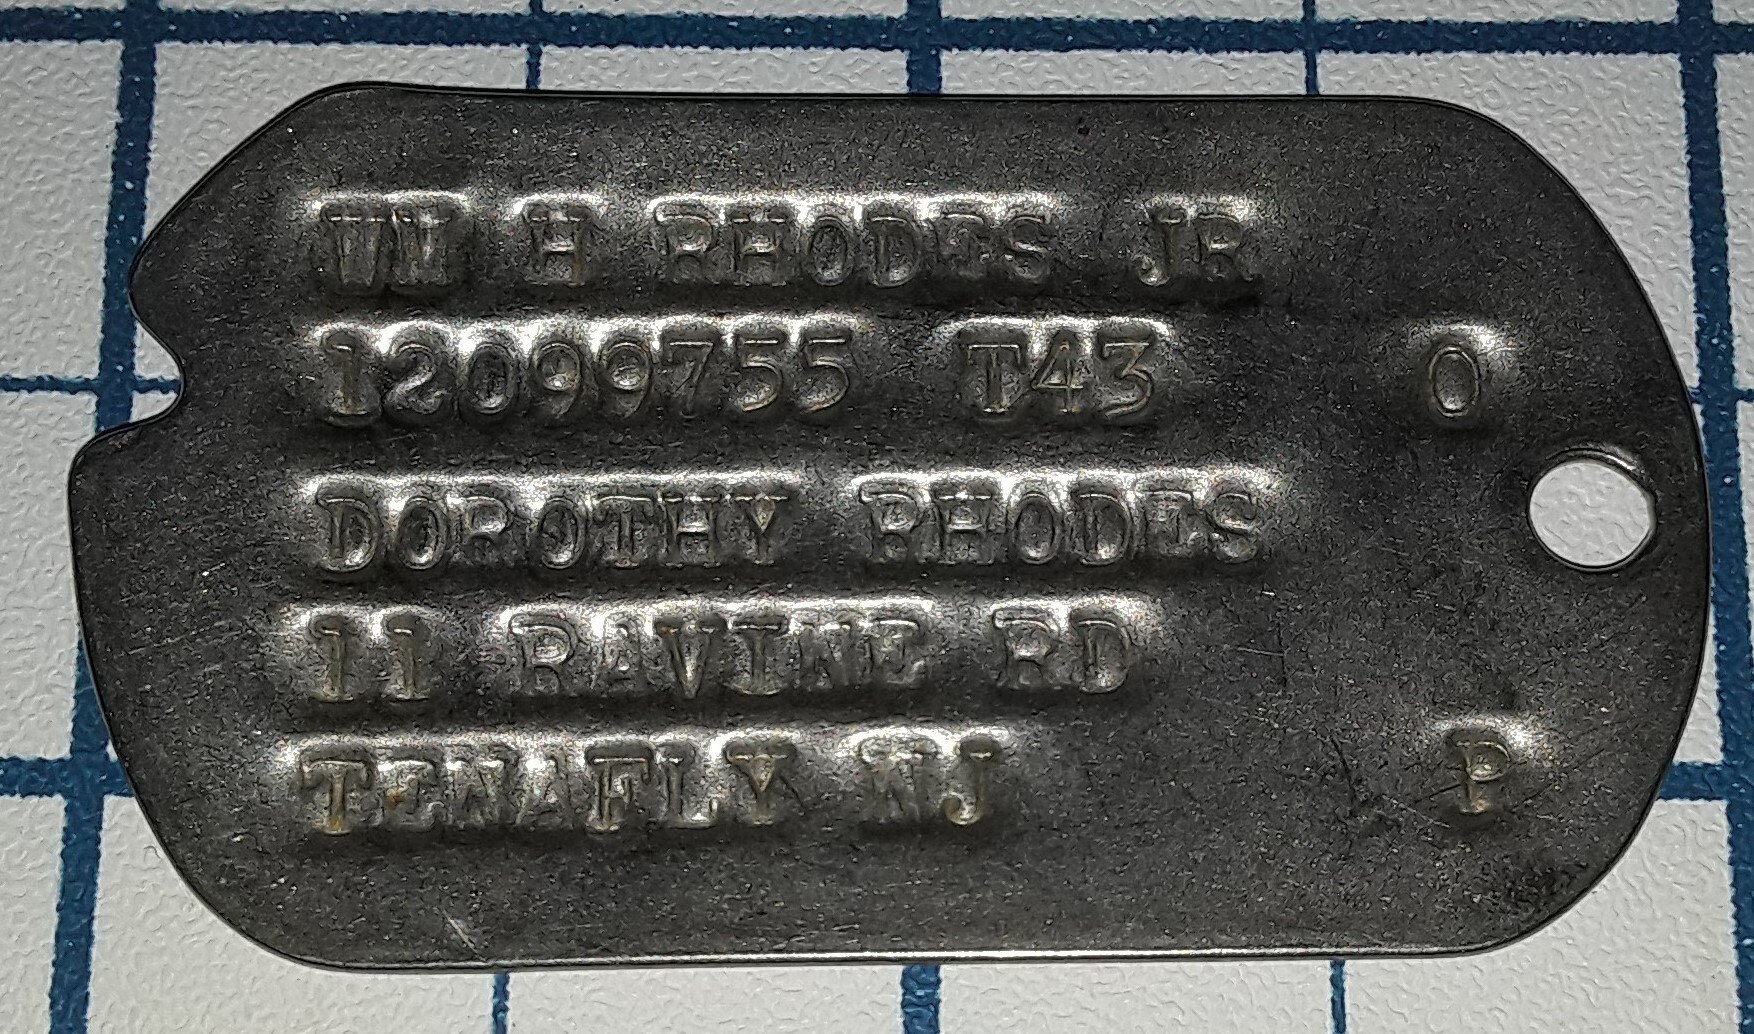 WM H RHODES JR
12099755 T43 O
DOROTHY RHODES
11 RAVINE RD
TENAFLY NJ P